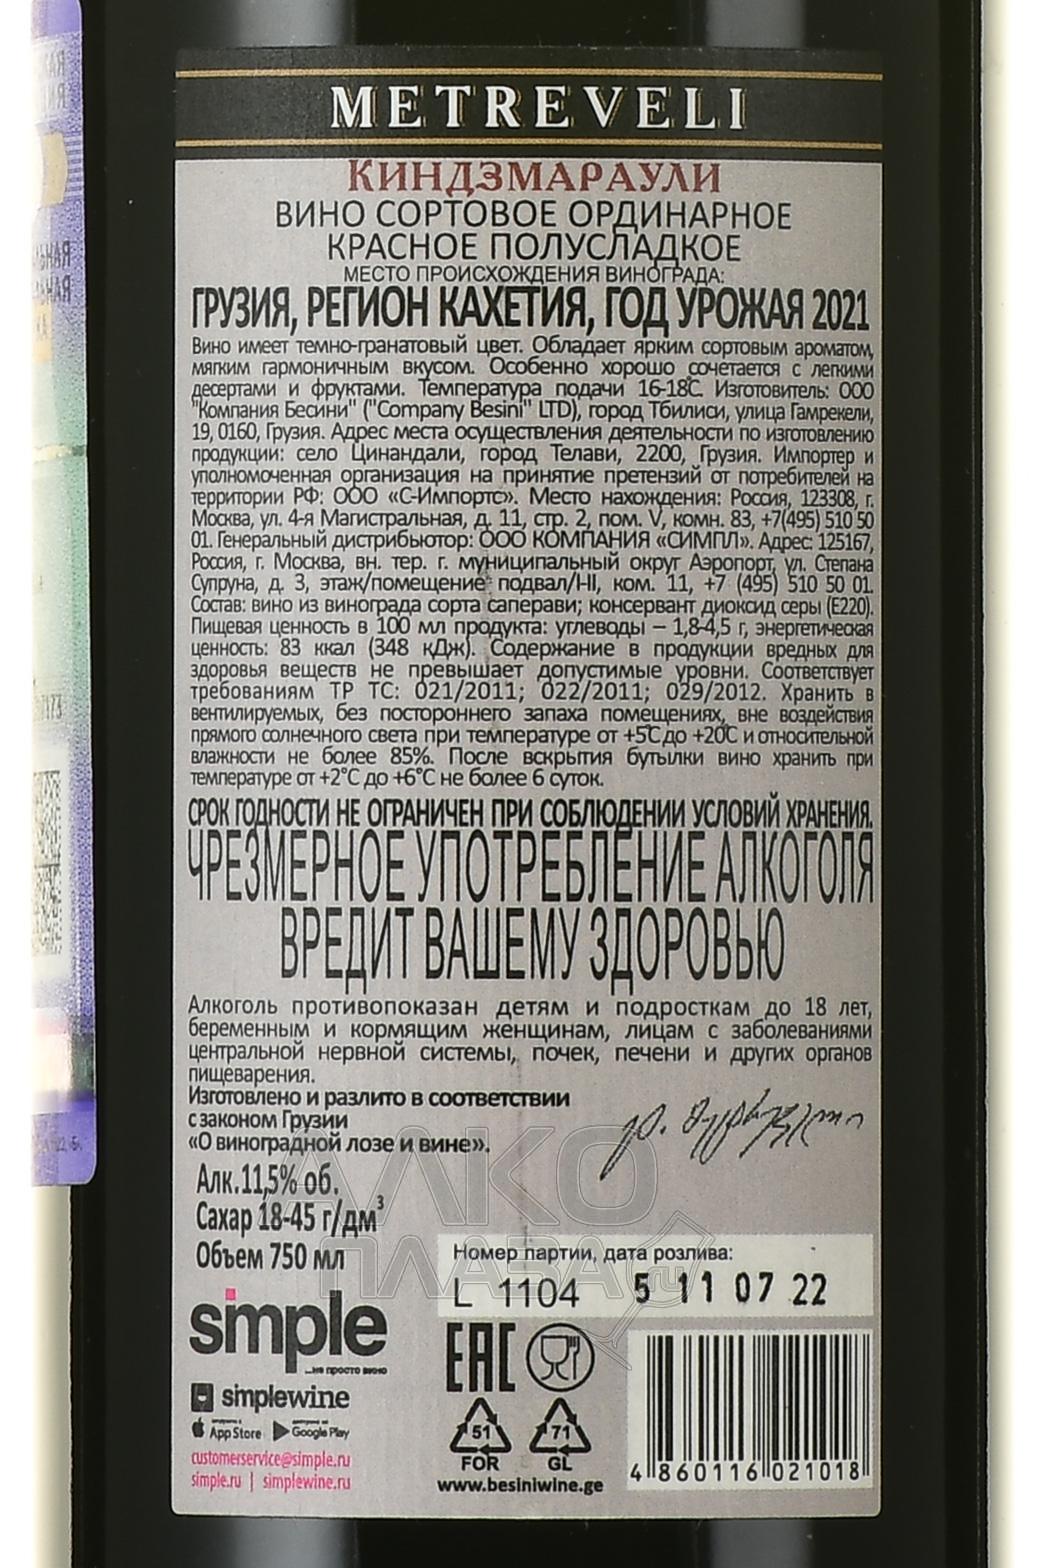 METREVELI
КИНДЗМАРАУЛИ
ВИНО СОРТОВОЕ ОРДИНАРНОЕ
КРАСНОЕ ПОЛУСЛАДКОЕ
МЕСТО ПРОИСХОЖДЕНИЯ ВИНОГРАДА:
ГРУЗИЯ, РЕГИОН КАХЕТИЯ, ГОД УРОЖАЯ 2021
Вино имеет темно-гранатовый цвет. Обладает ярким сортовым ароматом,
мягким гармоничным вкусом. Особенно хорошо сочетается с легкими
десертами и фруктами. Температура подачи 16-18°С. Изготовитель: ООО
"Компания Бесини" ("Company Besini" LTD), город Тбилиси, улица Гамрекели,
19, 0160, Грузия. Адрес места осуществления деятельности по изготовлению
продукции: село Цинандали, город Телави, 2200, Грузия. Импортер и
уполномоченная организация на принятие претензий от потребителей на
территории РФ: ООО «С-Импортс». Место нахождения: Россия, 123308, г.
Москва, ул. 4-я Магистральная, д. 11, стр. 2, пом. V, комн. 83, +7(495) 510 50
01. Генеральный дистрибьютор: ООО КОМПАНИЯ «СИМПЛ». Адрес: 125167,
Россия, г. Москва, вн. тер. г. муниципальный округ Аэропорт, ул. Степана
Супруна, д. 3, этаж/помещение подвал/HI, ком. 11, +7 (495) 510 50 01.
Состав: вино из винограда сорта саперави; консервант диоксид серы (Е220).
Пищевая ценность в 100 мл продукта: углеводы – 1,8-4,5 г, энергетическая
ценность: 83 ккал (348 кДж). Содержание в продукции вредных для
здоровья веществ не превышает допустимые уровни. Соответствует
требованиям ТР ТС: 021/2011; 022/2011; 029/2012. Хранить в
вентилируемых, без постороннего запаха помещениях, вне воздействия
прямого солнечного света при температуре от +5°С до +20°С и относительной
влажности не более 85%. После вскрытия бутылки вино хранить при
температуре от +2°С до +6°С не более 6 суток.
СРОК ГОДНОСТИ НЕ ОГРАНИЧЕН ПРИ СОБЛЮДЕНИИ УСЛОВИЙ ХРАНЕНИЯ.
ЧРЕЗМЕРНОЕ УПОТРЕБЛЕНИЕ АЛКОГОЛЯ
ВРЕДИТ ВАШЕМУ ЗДОРОВЬЮ
Алкоголь противопоказан детям и подросткам до 18 лет,
беременным и кормящим женщинам, лицам с заболеваниями
центральной нервной системы, почек, печени и других органов
пищеварения.
Изготовлено и разлито в соответствии
с законом Грузии
«О виноградной лозе и вине».
Алк.11,5% об.
Сахар 18-45 г/дм³
Объем 750 мл
АЛКО
ПЛАЗА.ru
Номер партии, дата розлива:
L 1104 5 11 07 22
simple
...не просто вино
simplewine
App Store Google Play
customerservice@simple.ru
simple.ru | simplewine.ru
EAC
51 71
FOR GL
www.besiniwine.ge
4 860116 021018